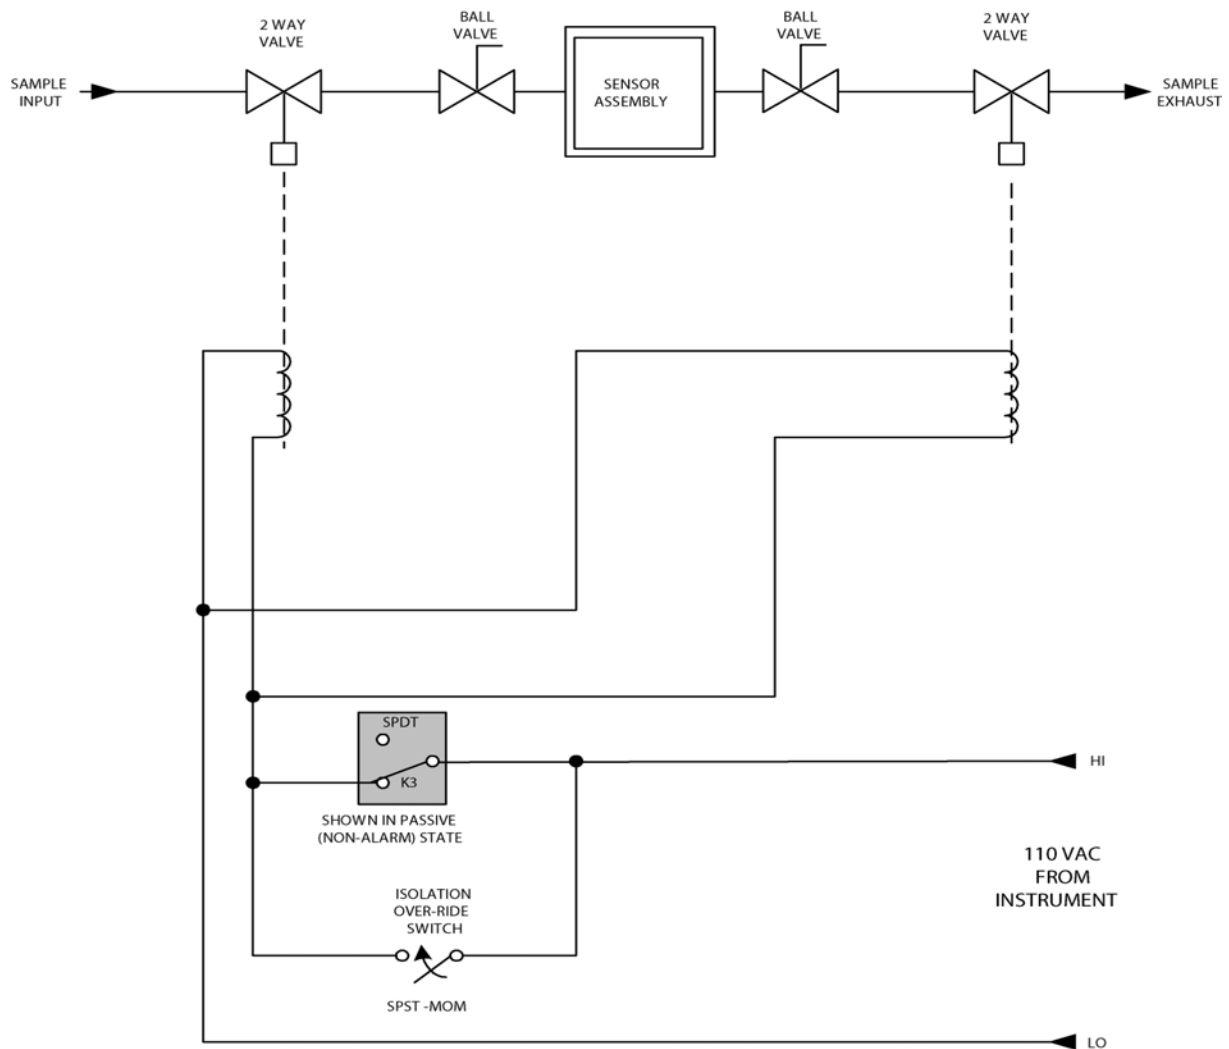 2 WAY
VALVE
BALL
VALVE
BALL
VALVE
2 WAY
VALVE
SAMPLE
INPUT
SENSOR
ASSEMBLY
SAMPLE
EXHAUST
SPDT
K3
HI
SHOWN IN PASSIVE
(NON-ALARM) STATE
110 VAC
FROM
INSTRUMENT
ISOLATION
OVER-RIDE
SWITCH
SPST -MOM
LO